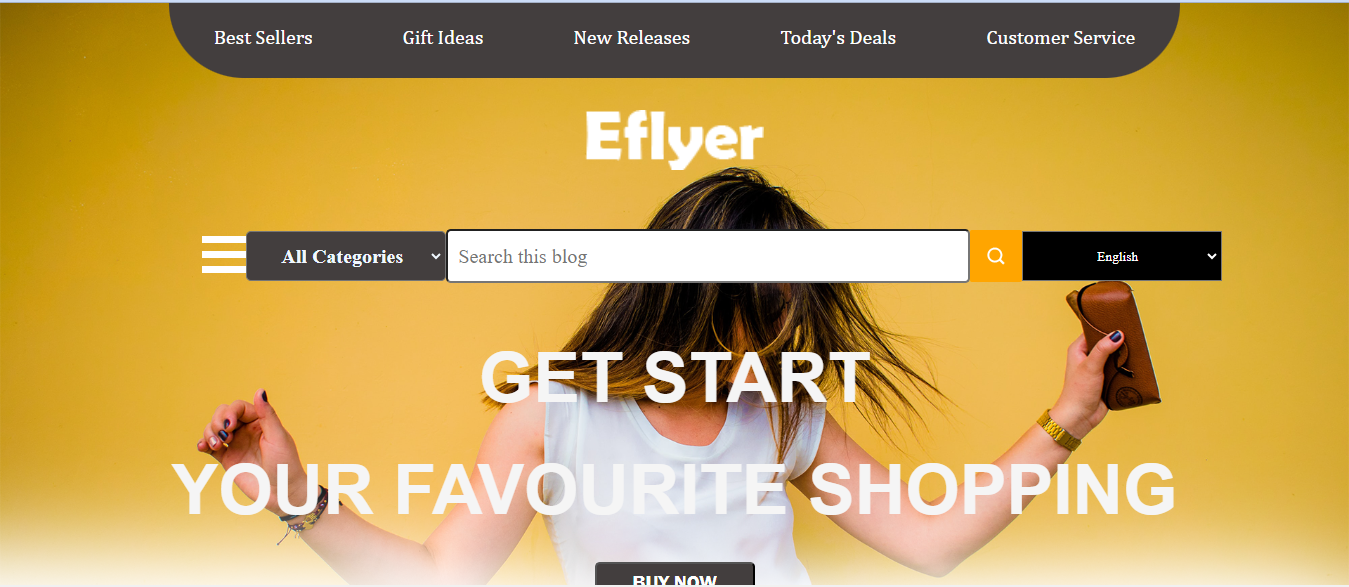 Best Sellers Gift Ideas New Releases Today's Deals Customer Service
Eflyer
All Categories Search this blog English
GET START
YOUR FAVOURITE SHOPPING
BUY NOW